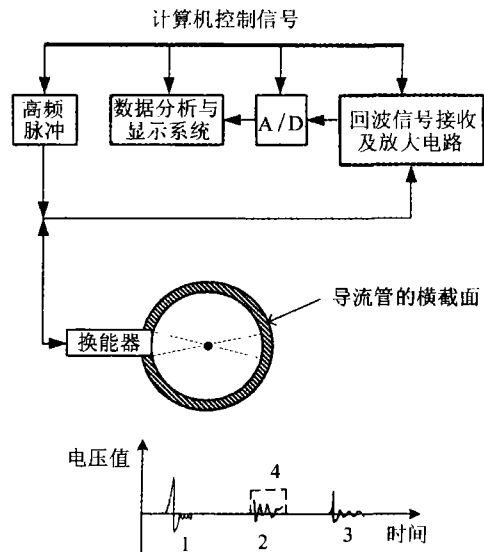 计算机控制信号
高频
脉冲
数据分析与
显示系统
A/D
回波信号接收
及放大电路
导流管的横截面
换能器
电压值
4
1
2
3
时间